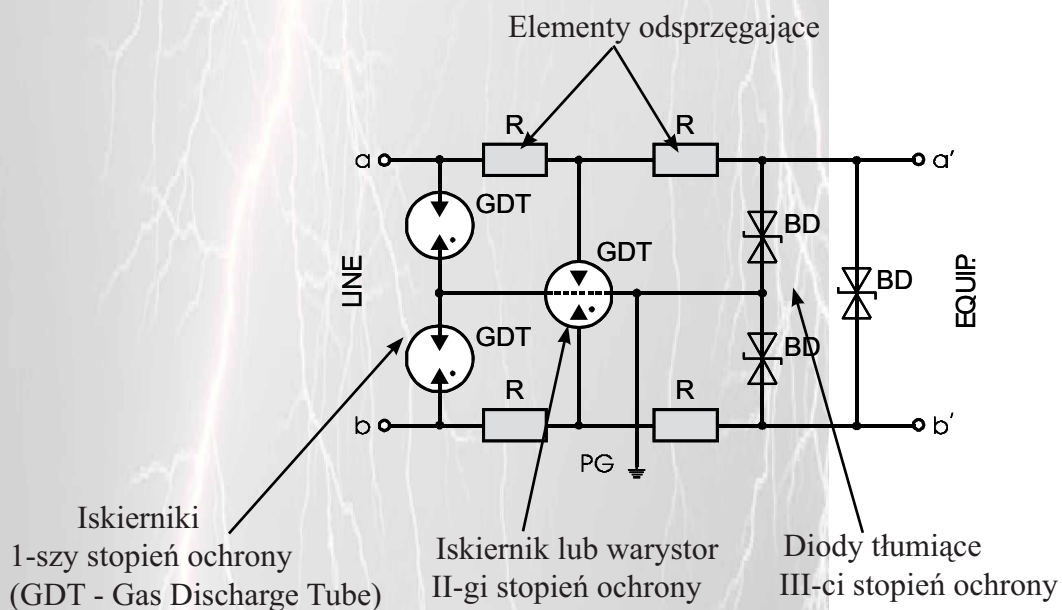 Elementy odsprzęgające
R R
a a'
GDT
BD
GDT
LINE
BD
EQUIP.
GDT
BD
R R
b b'
PG
Iskierniki
1-szy stopień ochrony
(GDT - Gas Discharge Tube)
Iskiernik lub warystor
II-gi stopień ochrony
Diody tłumiące
III-ci stopień ochrony